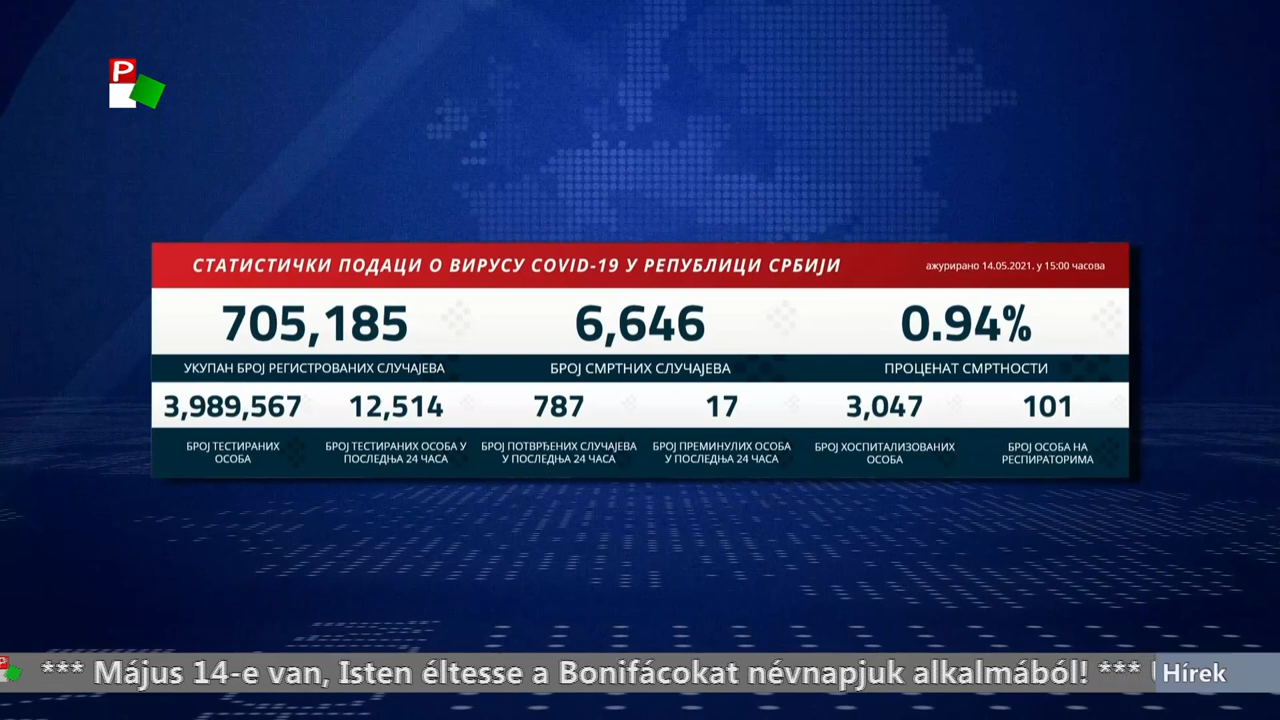 P
СТАТИСТИЧКИ ПОДАЦИ О ВИРУСУ COVID-19 У РЕПУБЛИЦИ СРБИЈИ
ажурирано 14.05.2021, у 15:00 часова
705,185
6,646
0.94%
УКУПАН БРОЈ РЕГИСТРОВАНИХ СЛУЧАЈЕВА
БРОЈ СМРТНИХ СЛУЧАЈЕВА
ПРОЦЕНАТ СМРТНОСТИ
3,989,567
12,514
787
17
3,047
101
БРОЈ ТЕСТИРАНИХ
ОСОБА
БРОЈ ТЕСТИРАНИХ ОСОБА У
ПОСЛЕДЊА 24 ЧАСА
БРОЈ ПОТВРЂЕНИХ СЛУЧАЈЕВА
У ПОСЛЕДЊА 24 ЧАСА
БРОЈ ПРЕМИНУЛИХ ОСОБА
У ПОСЛЕДЊА 24 ЧАСА
БРОЈ ХОСПИТАЛИЗОВАНИХ
ОСОБА
БРОЈ ОСОБА НА
РЕСПИРАТОРИМА
*** Május 14-e van, Isten éltesse a Bonifácokat névnapjuk alkalmából! ***
Hírek